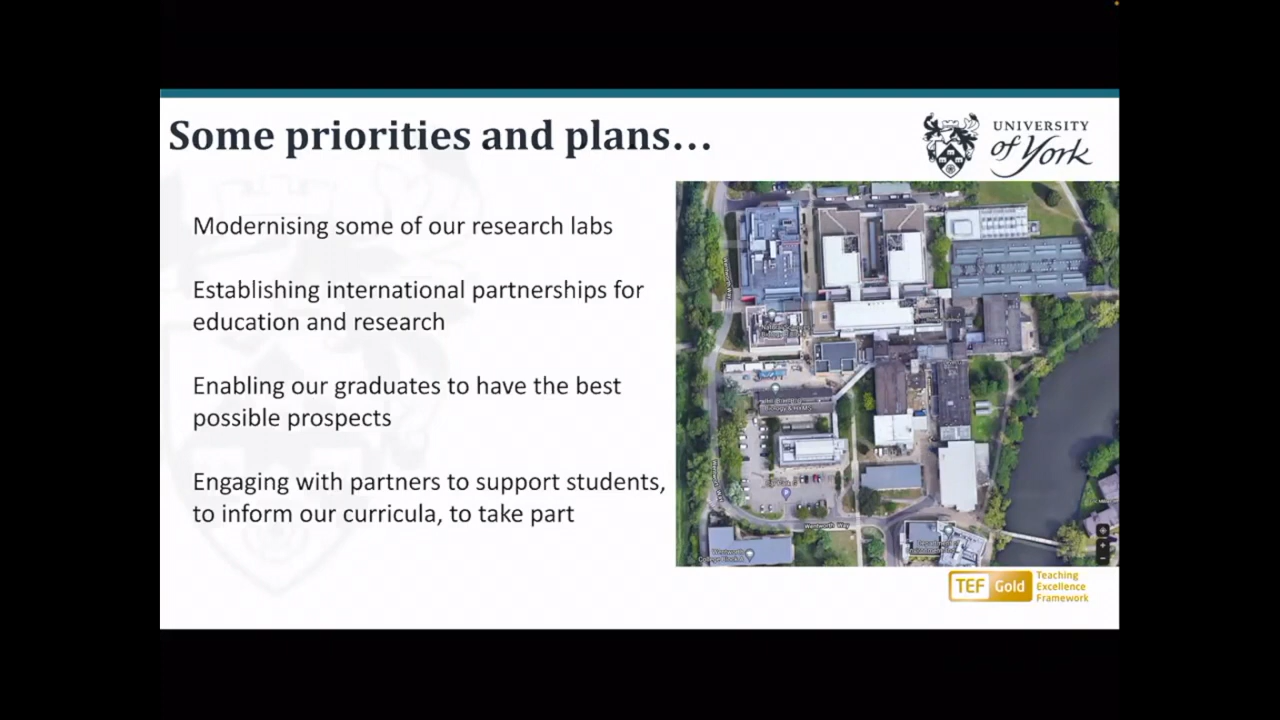 Some priorities and plans...
UNIVERSITY
of York
Modernising some of our research labs
Establishing international partnerships for
education and research
Enabling our graduates to have the best
possible prospects
Engaging with partners to support students,
to inform our curricula, to take part
Wentworth Way
Wentworth
TEF Gold
Teaching
Excellence
Framework